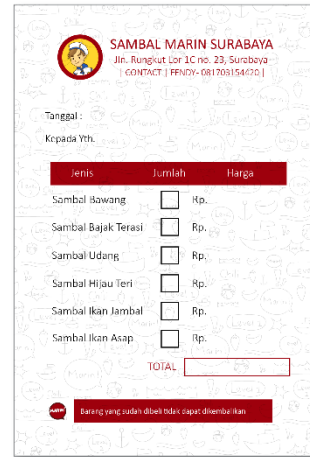 SAMBAL MARIN SURABAYA
Jln. Rungkut Lor 1C no. 23, Surabaya
| CONTACT | FENDY- 081703154420 |
Tanggal :
Kepada Yth.
Jenis Jumlah Harga
Sambal Bawang Rp.
Sambal Bajak Terasi Rp.
Sambal Udang Rp.
Sambal Hijau Teri Rp.
Sambal Ikan Jambal Rp.
Sambal Ikan Asap Rp.
TOTAL
Barang yang sudah dibeli tidak dapat dikembalikan